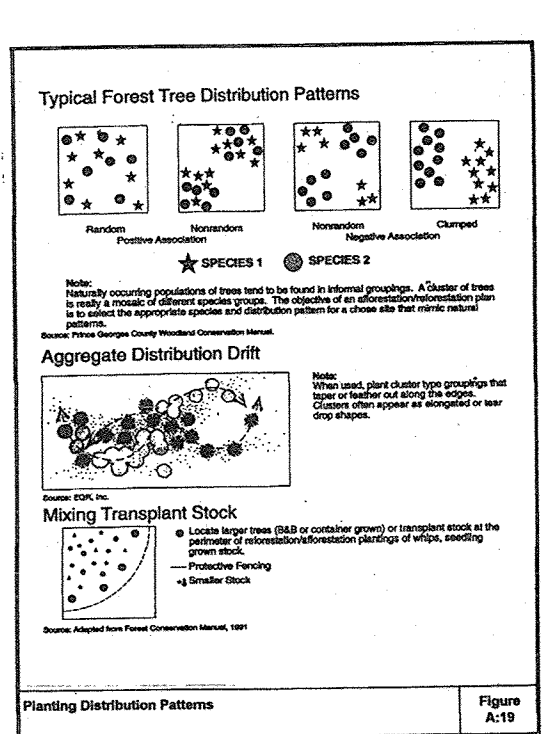 Typical Forest Tree Distribution Patterns
Random Nonrandom Nonrandom Clumped
Positive Association Negative Association
SPECIES 1 SPECIES 2
Note:
Naturally occurring populations of trees tend to be found in informal groupings. A cluster of trees
is really a mosaic of different species groups. The objective of an afforestation/reforestation plan
is to select the appropriate species and distribution pattern for a chose site that mimic natural
patterns.
Source: Prince Georges County Woodland Conservation Manual.
Aggregate Distribution Drift
Note:
When used, plant cluster type groupings that
taper or feather out along the edges.
Clusters often appear as elongated or tear
drop shapes.
Source: EQR, Inc.
Mixing Transplant Stock
Locate larger trees (B&B or container grown) or transplant stock at the
perimeter of reforestation/afforestation plantings of whips, seedling
grown stock.
Protective Fencing
Smaller Stock
Source: Adapted from Forest Conservation Manual, 1991
Planting Distribution Patterns
Figure
A:19